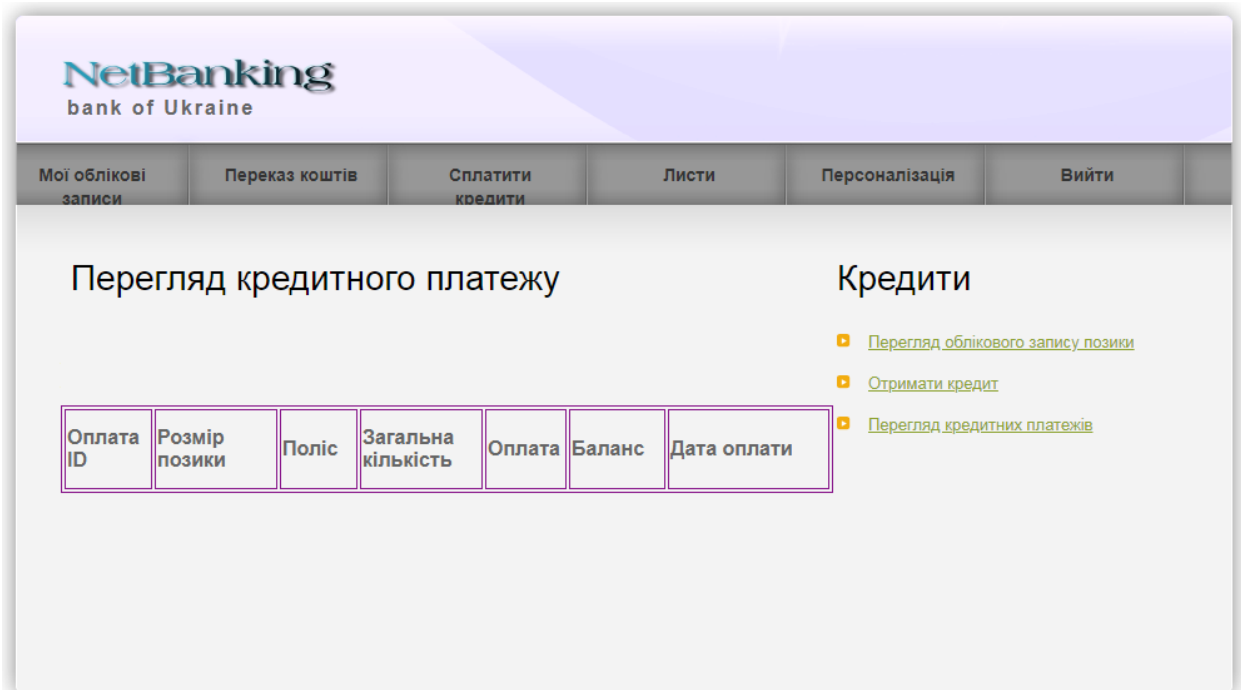 NetBanking
bank of Ukraine
Мої облікові записи
Переказ коштів
Сплатити кредити
Листи
Персоналізація
Вийти
Перегляд кредитного платежу
Кредити
Перегляд облікового запису позики
Отримати кредит
Перегляд кредитних платежів
Оплата ID
Розмір позики
Поліс
Загальна кількість
Оплата
Баланс
Дата оплати